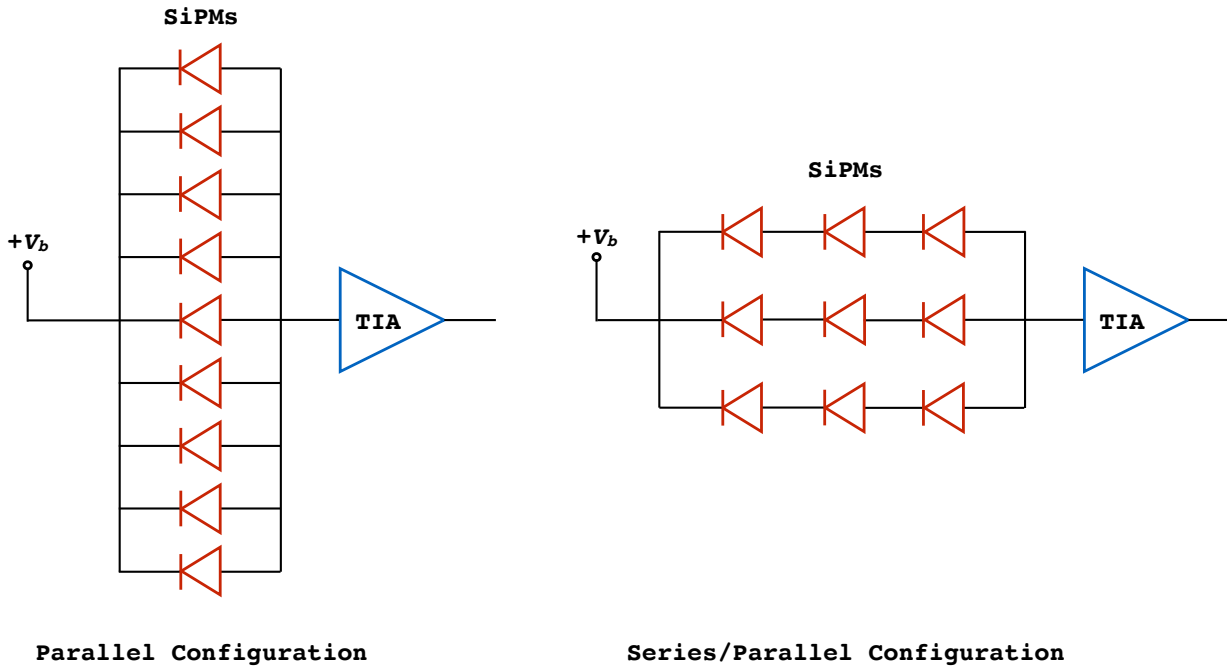 SiPMs
+Vb
TIA
Parallel Configuration
SiPMs
+Vb
TIA
Series/Parallel Configuration